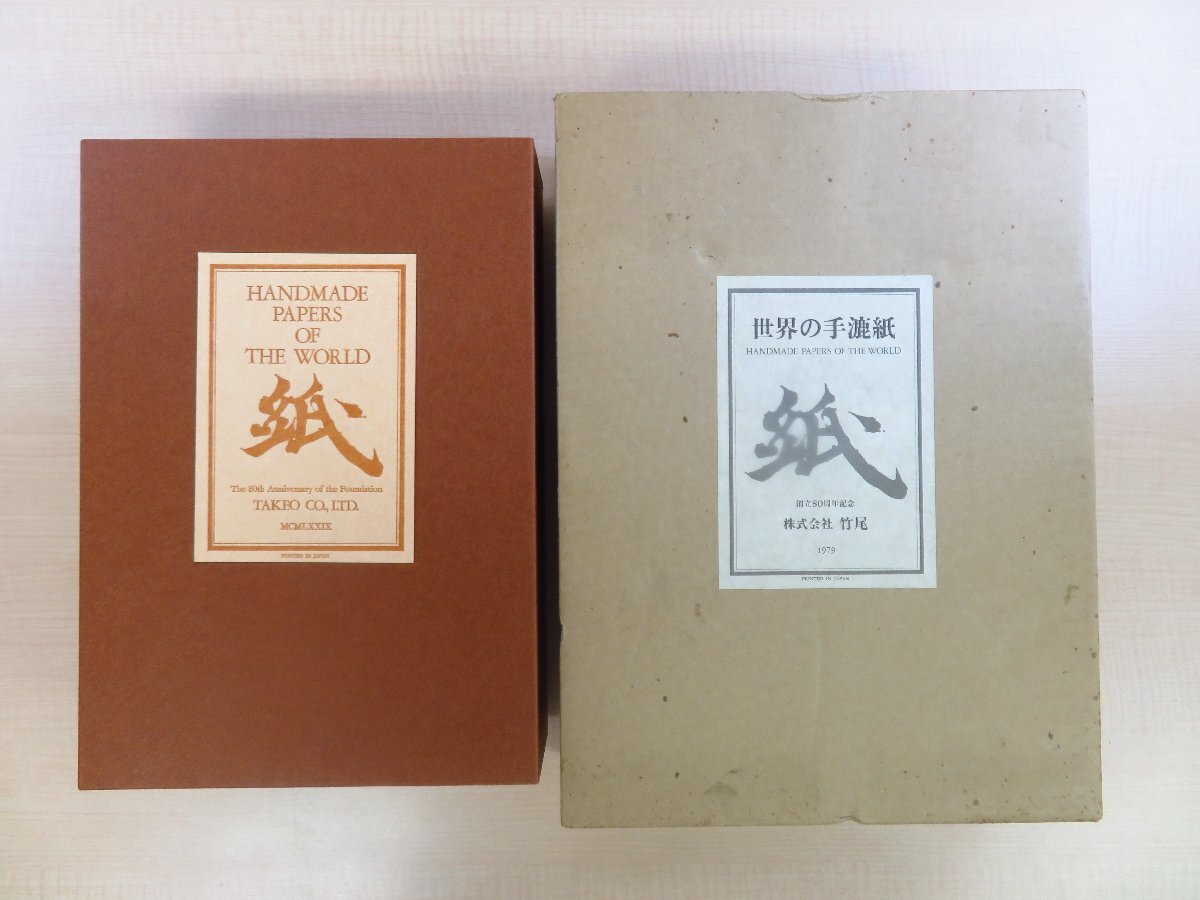 HANDMADE
PAPERS
OF
THE WORLD
紙
The 80th Anniversary of the Foundation
TAKEO CO., LTD.
MCMLXXIX
PRINTED IN JAPAN
世界の手漉紙
HANDMADE PAPERS OF THE WORLD
紙
創立80周年記念
株式会社 竹尾
1979
PRINTED IN JAPAN